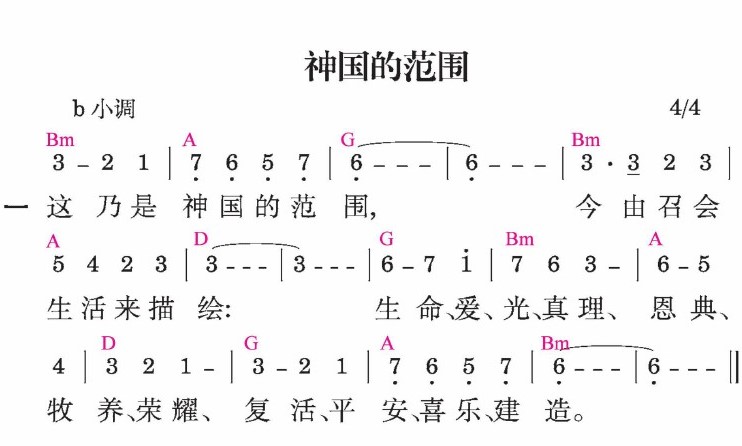 神国的范围
b 小调 4/4
Bm A G Bm
3 - 2 1 | 7̣ 6̣ 5̣ 7̣ | 6̣ - - - | 6̣ - - - | 3 · 3̲ 2 3 |
一 这 乃是 神国的范 围, 今 由召会
A D G Bm A
5 4 2 3 | 3 - - - | 3 - - - | 6 - 7 i̇ | 7 6 3 - | 6 - 5
生活来描 绘: 生 命、爱、光、真理、 恩 典、
D G A Bm
4 | 3 2 1 - | 3 - 2 1 | 7̣ 6̣ 5̣ 7̣ | 6̣ - - - | 6̣ - - - ‖
牧 养、荣耀、 复 活、平 安、喜乐、建 造。